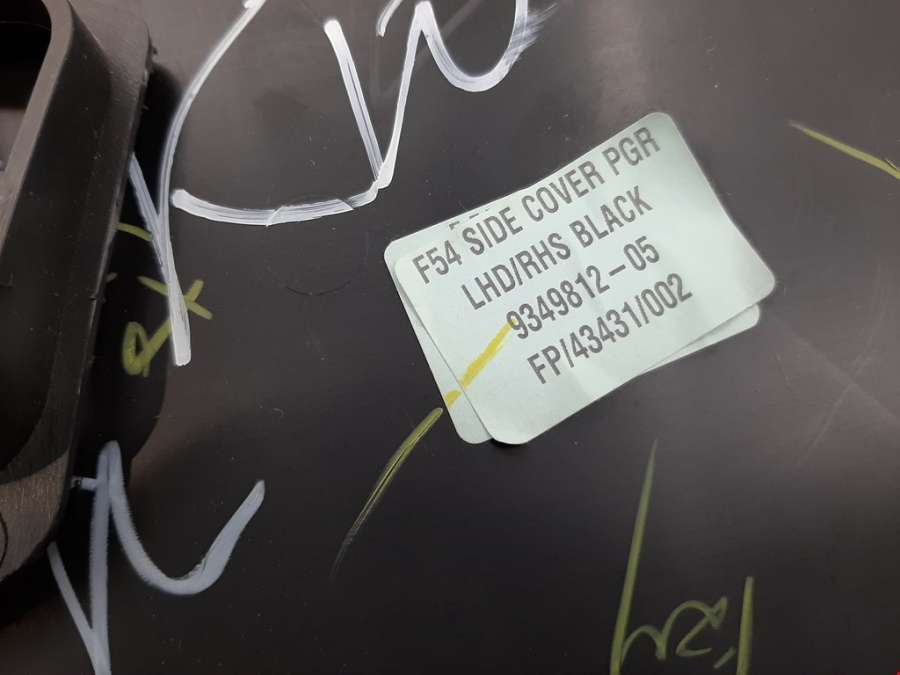 F54 SIDE COVER PGR
LHD/RHS BLACK
9349812-05
FP/43431/002